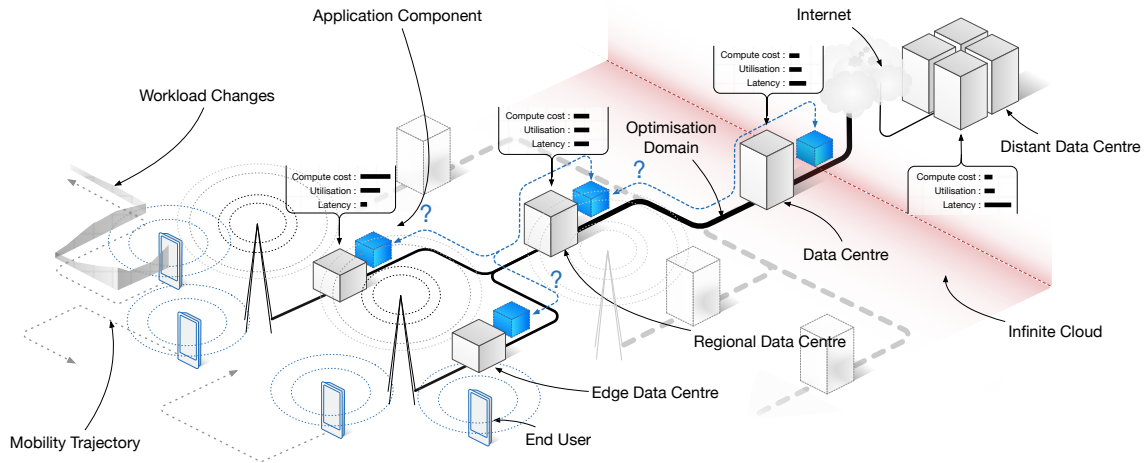 Application Component
Internet
Workload Changes
Compute cost :
Utilisation :
Latency :
Compute cost :
Utilisation :
Latency :
Optimisation
Domain
Distant Data Centre
Compute cost :
Utilisation :
Latency :
Compute cost :
Utilisation :
Latency :
?
?
?
?
Data Centre
Infinite Cloud
Regional Data Centre
Edge Data Centre
Mobility Trajectory
End User